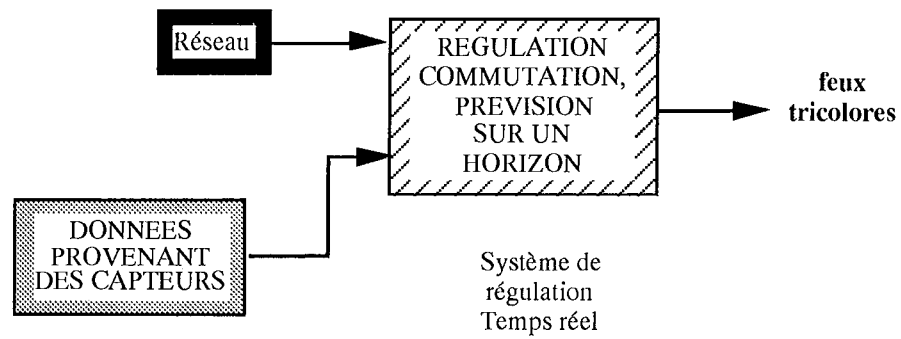 Réseau
REGULATION
COMMUTATION,
PREVISION
SUR UN
HORIZON
feux
tricolores
DONNEES
PROVENANT
DES CAPTEURS
Système de
régulation
Temps réel